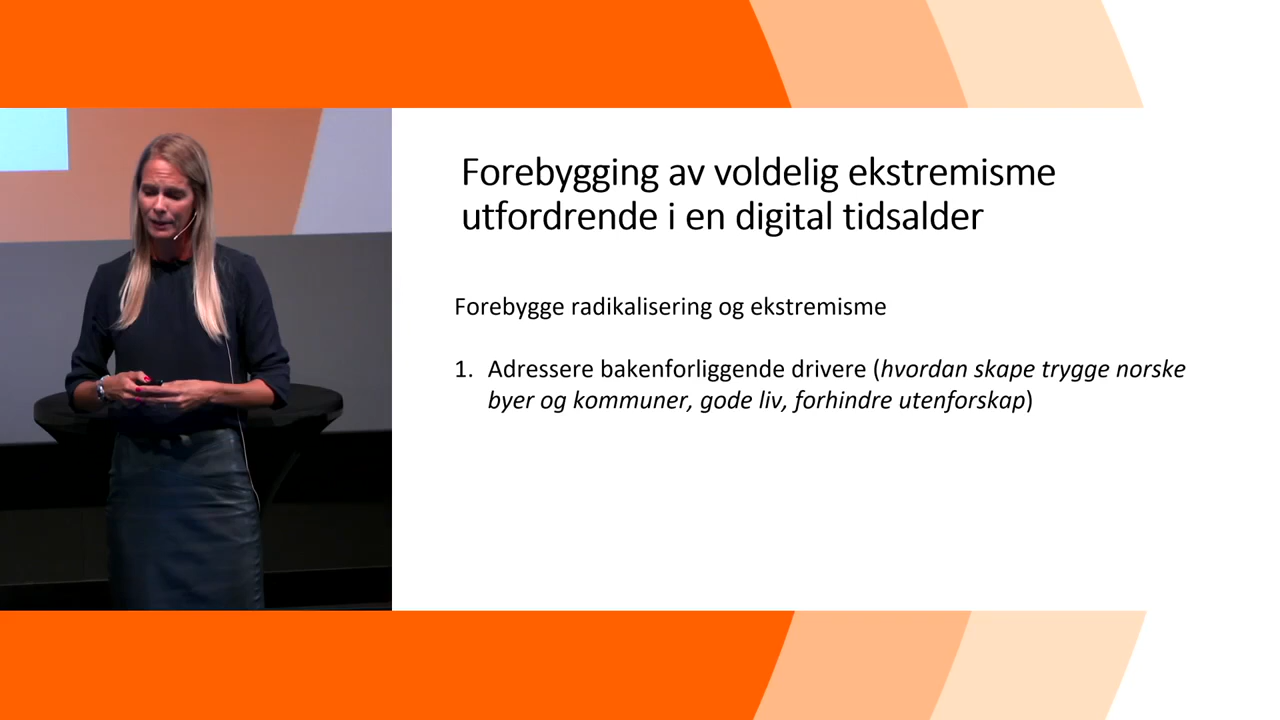 Forebygging av voldelig ekstremisme
utfordrende i en digital tidsalder
Forebygge radikalisering og ekstremisme
1. Adressere bakenforliggende drivere (hvordan skape trygge norske
byer og kommuner, gode liv, forhindre utenforskap)